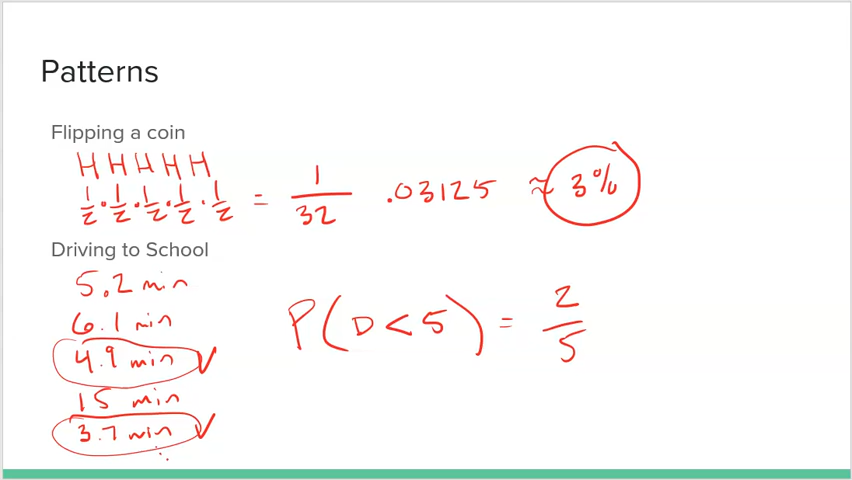 Patterns
Flipping a coin
H H H H H
1/2 · 1/2 · 1/2 · 1/2 · 1/2 = 1/32 .03125 ≈ 3%
Driving to School
5.2 min
6.1 min
P(D < 5) = 2/5
4.9 min ✓
15 min
3.7 min ✓